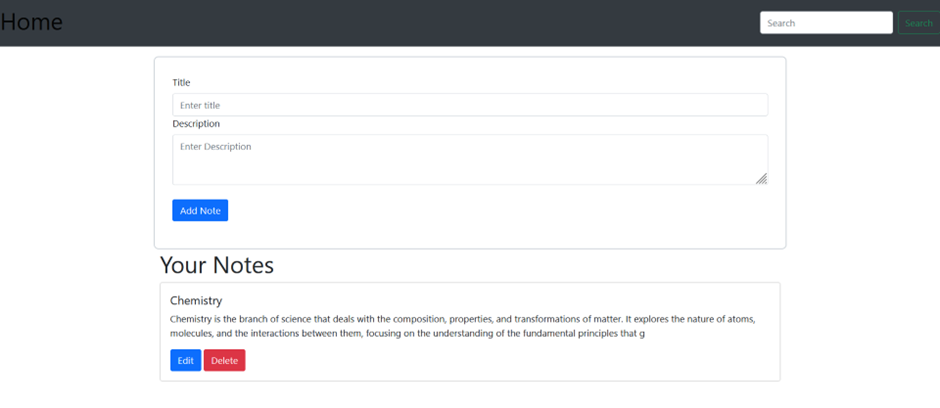 Home
Search
Search
Title
Enter title
Description
Enter Description
Add Note
Your Notes
Chemistry
Chemistry is the branch of science that deals with the composition, properties, and transformations of matter. It explores the nature of atoms,
molecules, and the interactions between them, focusing on the understanding of the fundamental principles that g
Edit
Delete